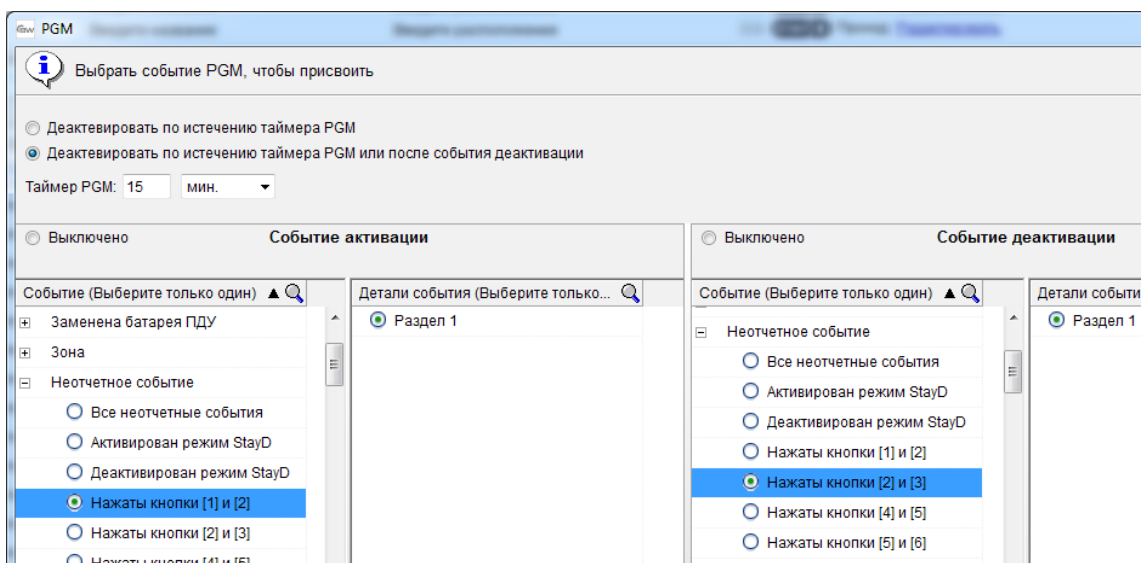 PGM
Выбрать событие PGM, чтобы присвоить
Деактевировать по истечению таймера PGM
Деактевировать по истечению таймера PGM или после события деактивации
Таймер PGM: 15 мин.
Выключено Событие активации
Выключено Событие деактивации
Событие (Выберите только один)
Детали события (Выберите только...
Событие (Выберите только один)
Детали событи
Заменена батарея ПДУ
Зона
Неотчетное событие
Все неотчетные события
Активирован режим StayD
Деактивирован режим StayD
Нажаты кнопки [1] и [2]
Нажаты кнопки [2] и [3]
Нажаты кнопки [4] и [5]
Раздел 1
Неотчетное событие
Все неотчетные события
Активирован режим StayD
Деактивирован режим StayD
Нажаты кнопки [1] и [2]
Нажаты кнопки [2] и [3]
Нажаты кнопки [4] и [5]
Нажаты кнопки [5] и [6]
Раздел 1